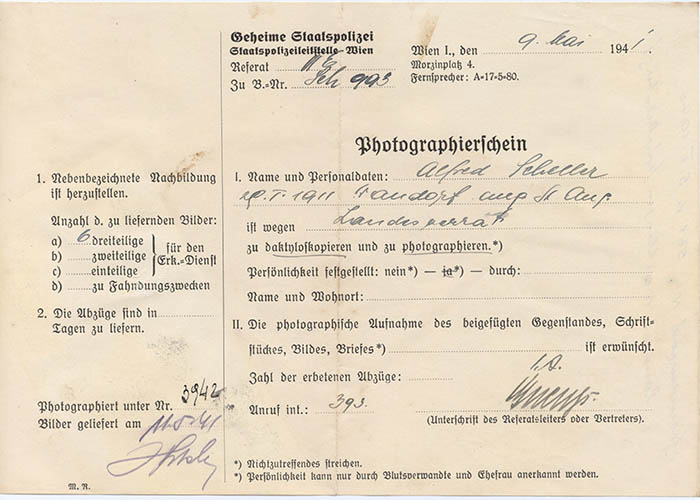 Geheime Staatspolizei
Staatspolizeileitstelle Wien
Referat
Zu B.-Nr. 993
Wien I., den 9. Mai 1941.
Morzinplatz 4.
Fernsprecher: A-17-5-80.
Photographierschein
1. Nebenbezeichnete Nachbildung
ist herzustellen.
Anzahl d. zu liefernden Bilder:
a) 6 dreiteilige
b) zweiteilige
c) einteilige
für den
Erk.-Dienst
d) zu Fahndungszwecken
2. Die Abzüge sind in
Tagen zu liefern.
Photographiert unter Nr. 3942
Bilder geliefert am 11.5.41
M. R.
I. Name und Personaldaten: Alfred
1911
ist wegen Landesverrat
zu daktyloskopieren und zu photographieren.*)
Persönlichkeit festgestellt: nein*) — ja*) — durch:
Name und Wohnort:
II. Die photographische Aufnahme des beigefügten Gegenstandes, Schrift-
stückes, Bildes, Briefes*) ist erwünscht.
Zahl der erbetenen Abzüge:
I.A.
Anruf int.: 393.
(Unterschrift des Referatsleiters oder Vertreters).
*) Nichtzutreffendes streichen.
*) Persönlichkeit kann nur durch Blutsverwandte und Ehefrau anerkannt werden.